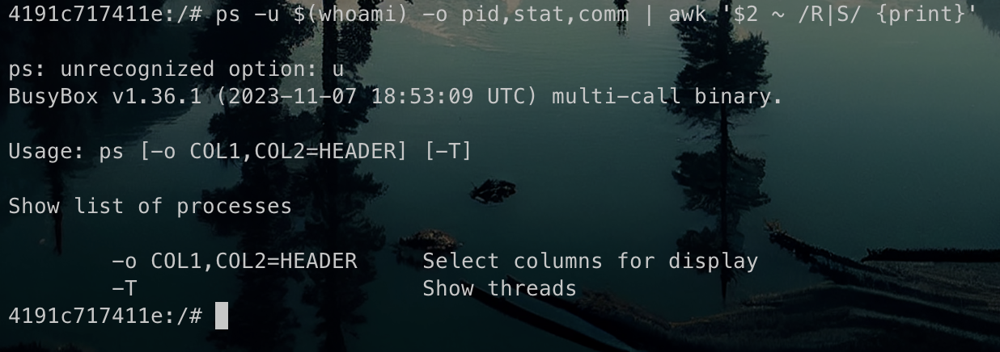 4191c717411e:/# ps -u $(whoami) -o pid,stat,comm | awk '$2 ~ /R|S/ {print}'
ps: unrecognized option: u
BusyBox v1.36.1 (2023-11-07 18:53:09 UTC) multi-call binary.
Usage: ps [-o COL1,COL2=HEADER] [-T]
Show list of processes
-o COL1,COL2=HEADER Select columns for display
-T Show threads
4191c717411e:/#